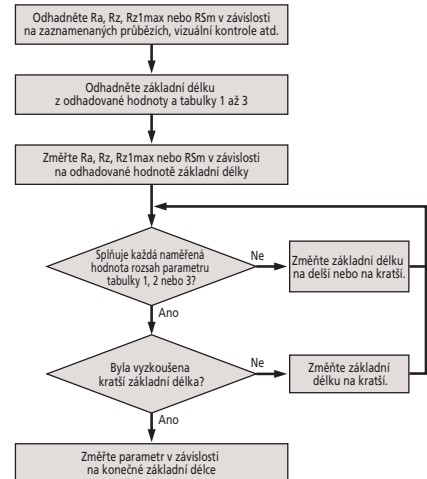 Odhadněte Ra, Rz, Rz1max nebo RSm v závislosti
na zaznamenaných průbězích, vizuální kontrole atd.
Odhadněte základní délku
z odhadované hodnoty a tabulky 1 až 3
Změřte Ra, Rz, Rz1max nebo RSm v závislosti
na odhadované hodnotě základní délky
Splňuje každá naměřená
hodnota rozsah parametru
tabulky 1, 2 nebo 3?
Ne
Změňte základní délku
na delší nebo na kratší.
Ano
Byla vyzkoušena
kratší základní délka?
Ne
Změňte základní
délku na kratší.
Ano
Změřte parametr v závislosti
na konečné základní délce